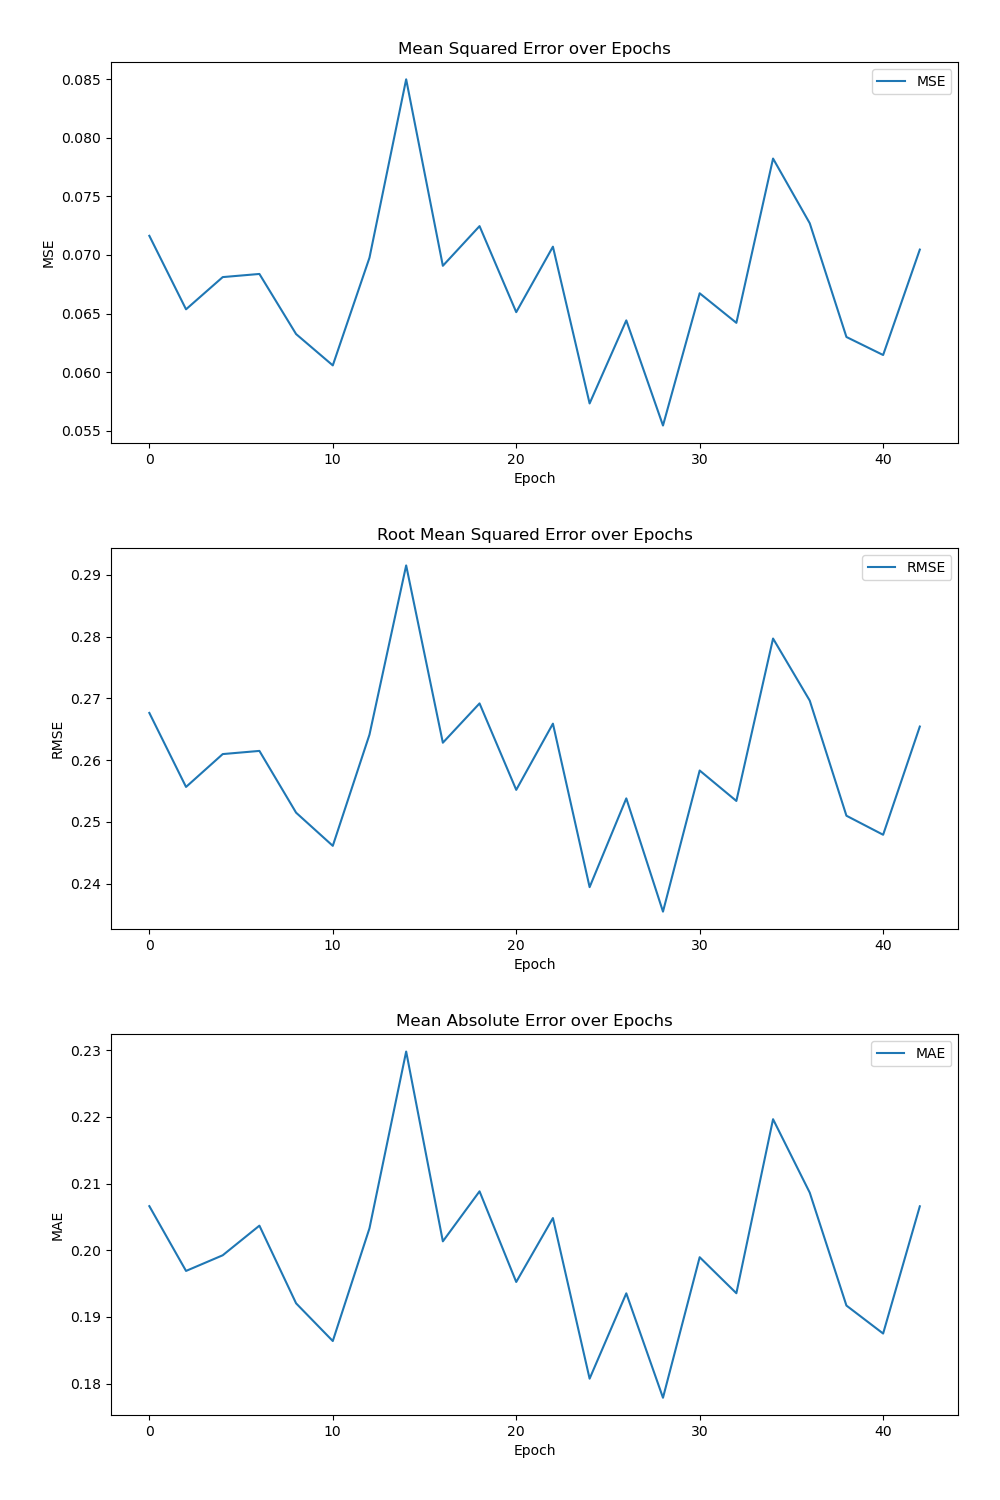 Mean Squared Error over Epochs
MSE
0.085
0.080
0.075
0.070
0.065
0.060
0.055
MSE
0 10 20 30 40
Epoch
Root Mean Squared Error over Epochs
RMSE
0.29
0.28
0.27
0.26
0.25
0.24
RMSE
0 10 20 30 40
Epoch
Mean Absolute Error over Epochs
MAE
0.23
0.22
0.21
0.20
0.19
0.18
MAE
0 10 20 30 40
Epoch